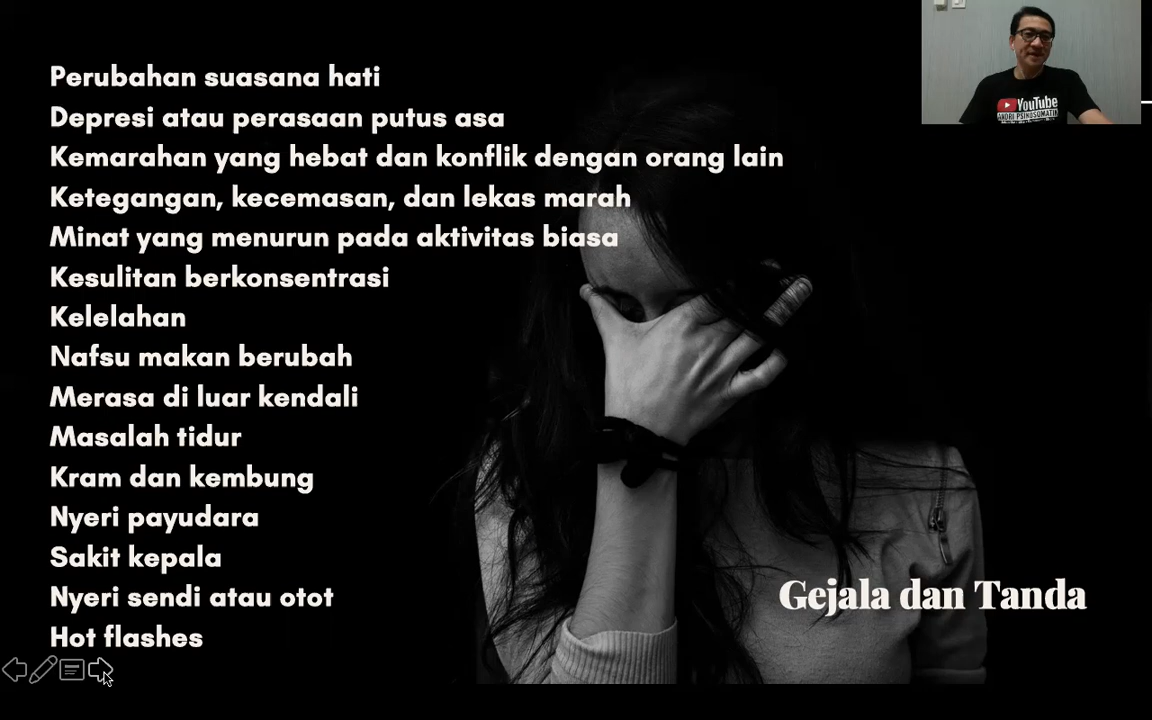 Perubahan suasana hati
Depresi atau perasaan putus asa
Kemarahan yang hebat dan konflik dengan orang lain
Ketegangan, kecemasan, dan lekas marah
Minat yang menurun pada aktivitas biasa
Kesulitan berkonsentrasi
Kelelahan
Nafsu makan berubah
Merasa di luar kendali
Masalah tidur
Kram dan kembung
Nyeri payudara
Sakit kepala
Nyeri sendi atau otot
Hot flashes
Gejala dan Tanda
YouTube
ANDRI PSIKOSOMATIK